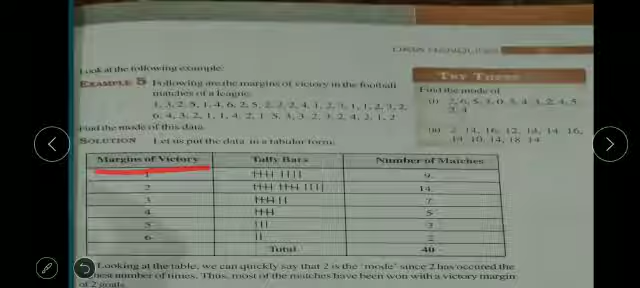 DATA HANDLING
Look at the following example:
EXAMPLE 5 Following are the margins of victory in the football
matches of a league.
1, 3, 2, 5, 1, 4, 6, 2, 5, 2, 2, 2, 4, 1, 2, 3, 1, 1, 2, 3, 2,
6, 4, 3, 2, 1, 1, 4, 2, 1, 5, 3, 3, 2, 3, 2, 4, 2, 1, 2
Find the mode of this data.
SOLUTION Let us put the data in a tabular form:
TRY THESE
Find the mode of
(i) 2, 6, 5, 3, 0, 3, 4, 3, 2, 4, 5,
2, 4
(ii) 2, 14, 16, 12, 14, 14, 16,
14, 10, 14, 18, 14
Margins of Victory Tally Bars Number of Matches
1 9
2 14
3 7
4 5
5 3
6 2
Total 40
Looking at the table, we can quickly say that 2 is the 'mode' since 2 has occured the
number of times. Thus, most of the matches have been won with a victory margin
of 2 goals.